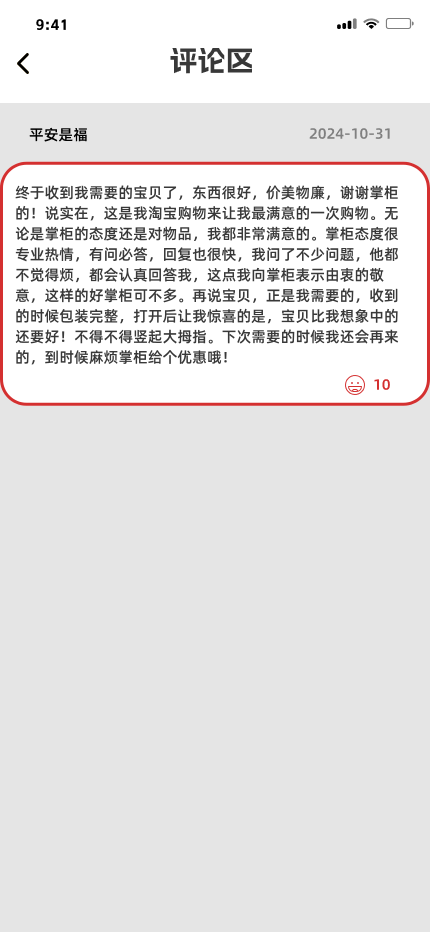 9:41
评论区
平安是福
2024-10-31
终于收到我需要的宝贝了，东西很好，价美物廉，谢谢掌柜
的！说实在，这是我淘宝购物来让我最满意的一次购物。无
论是掌柜的态度还是对物品，我都非常满意的。掌柜态度很
专业热情，有问必答，回复也很快，我问了不少问题，他都
不觉得烦，都会认真回答我，这点我向掌柜表示由衷的敬
意，这样的好掌柜可不多。再说宝贝，正是我需要的，收到
的时候包装完整，打开后让我惊喜的是，宝贝比我想象中的
还要好！不得不得竖起大拇指。下次需要的时候我还会再来
的，到时候麻烦掌柜给个优惠哦！
10